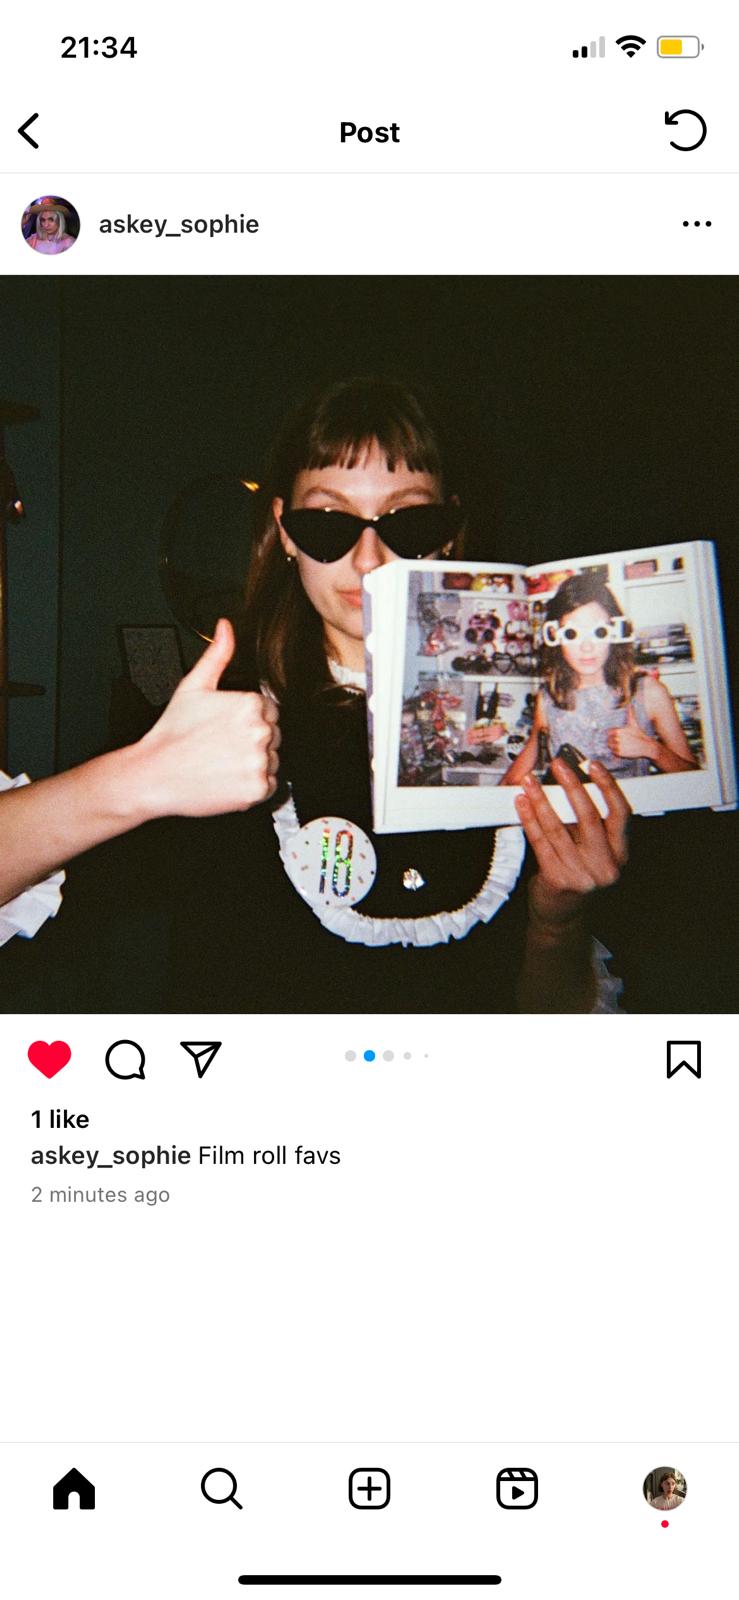 21:34
Post
askey_sophie
COOL
18
1 like
askey_sophie Film roll favs
2 minutes ago